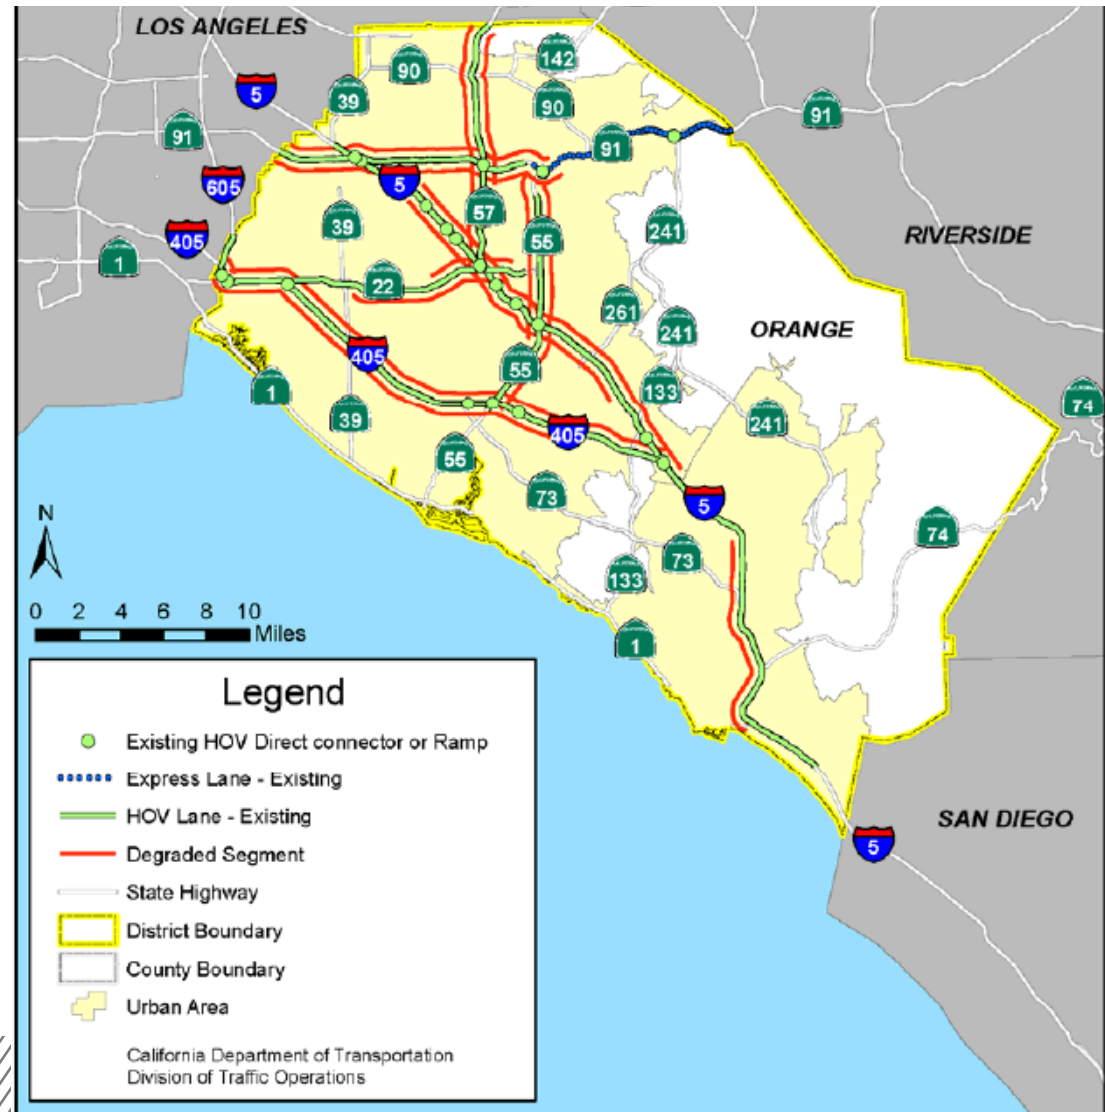 LOS ANGELES
142
90
5
39
90
91
91
91
605
5
57
39
55
241
405
1
RIVERSIDE
22
261
241
ORANGE
405
55
133
1
39
241
74
405
55
73
5
74
N
73
133
0 2 4 6 8 10
Miles
1
Legend
Existing HOV Direct connector or Ramp
Express Lane - Existing
HOV Lane - Existing
Degraded Segment
State Highway
District Boundary
County Boundary
Urban Area
California Department of Transportation
Division of Traffic Operations
SAN DIEGO
5